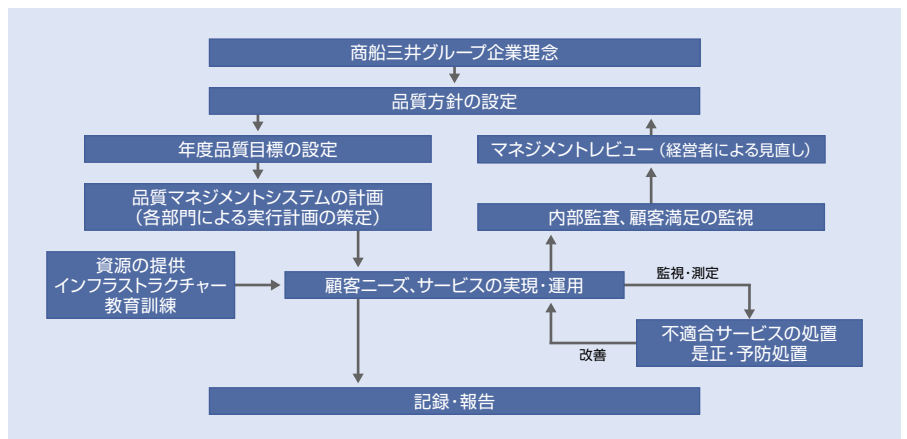 商船三井グループ企業理念
品質方針の設定
年度品質目標の設定
マネジメントレビュー（経営者による見直し）
品質マネジメントシステムの計画
（各部門による実行計画の策定）
内部監査、顧客満足の監視
資源の提供
インフラストラクチャー
教育訓練
顧客ニーズ、サービスの実現・運用
監視・測定
不適合サービスの処置
是正・予防処置
改善
記録・報告